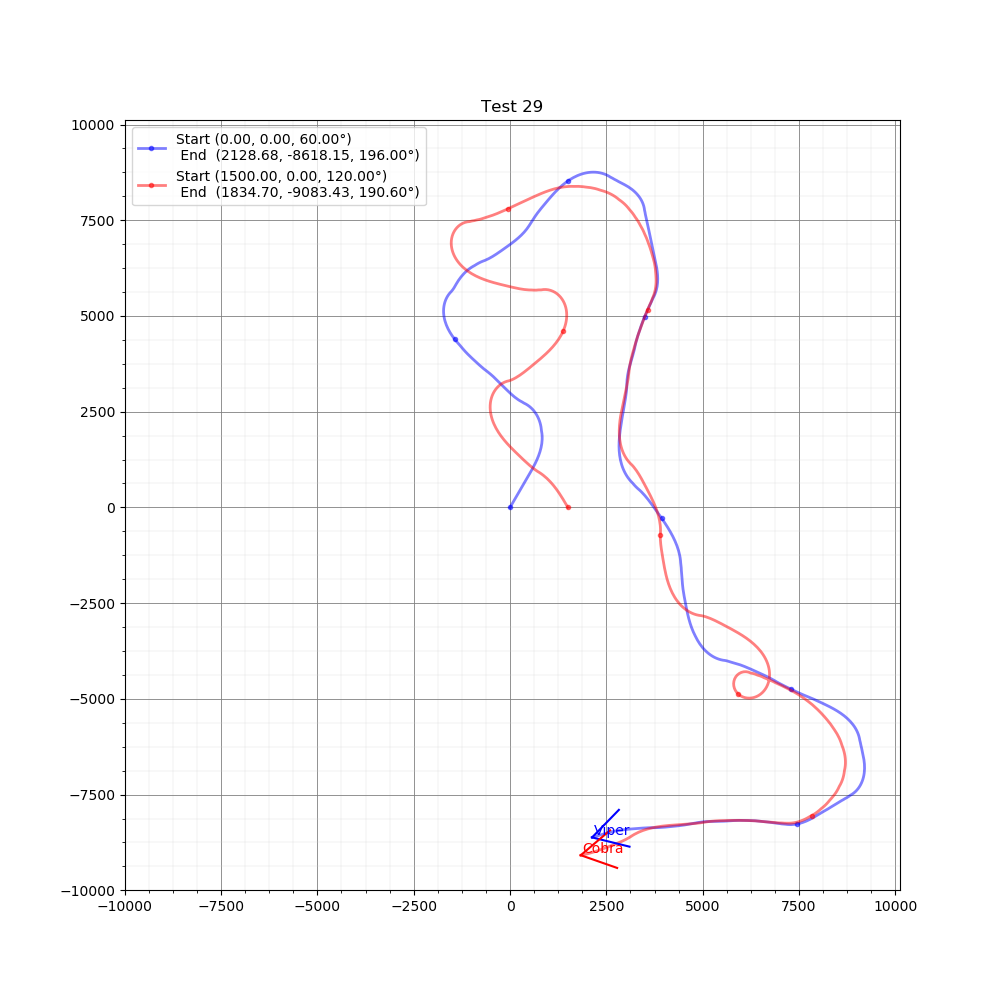 Test 29
Start (0.00, 0.00, 60.00°)
End (2128.68, -8618.15, 196.00°)
Start (1500.00, 0.00, 120.00°)
End (1834.70, -9083.43, 190.60°)
10000
7500
5000
2500
0
−2500
−5000
−7500
−10000
Viper
Cobra
−10000 −7500 −5000 −2500 0 2500 5000 7500 10000